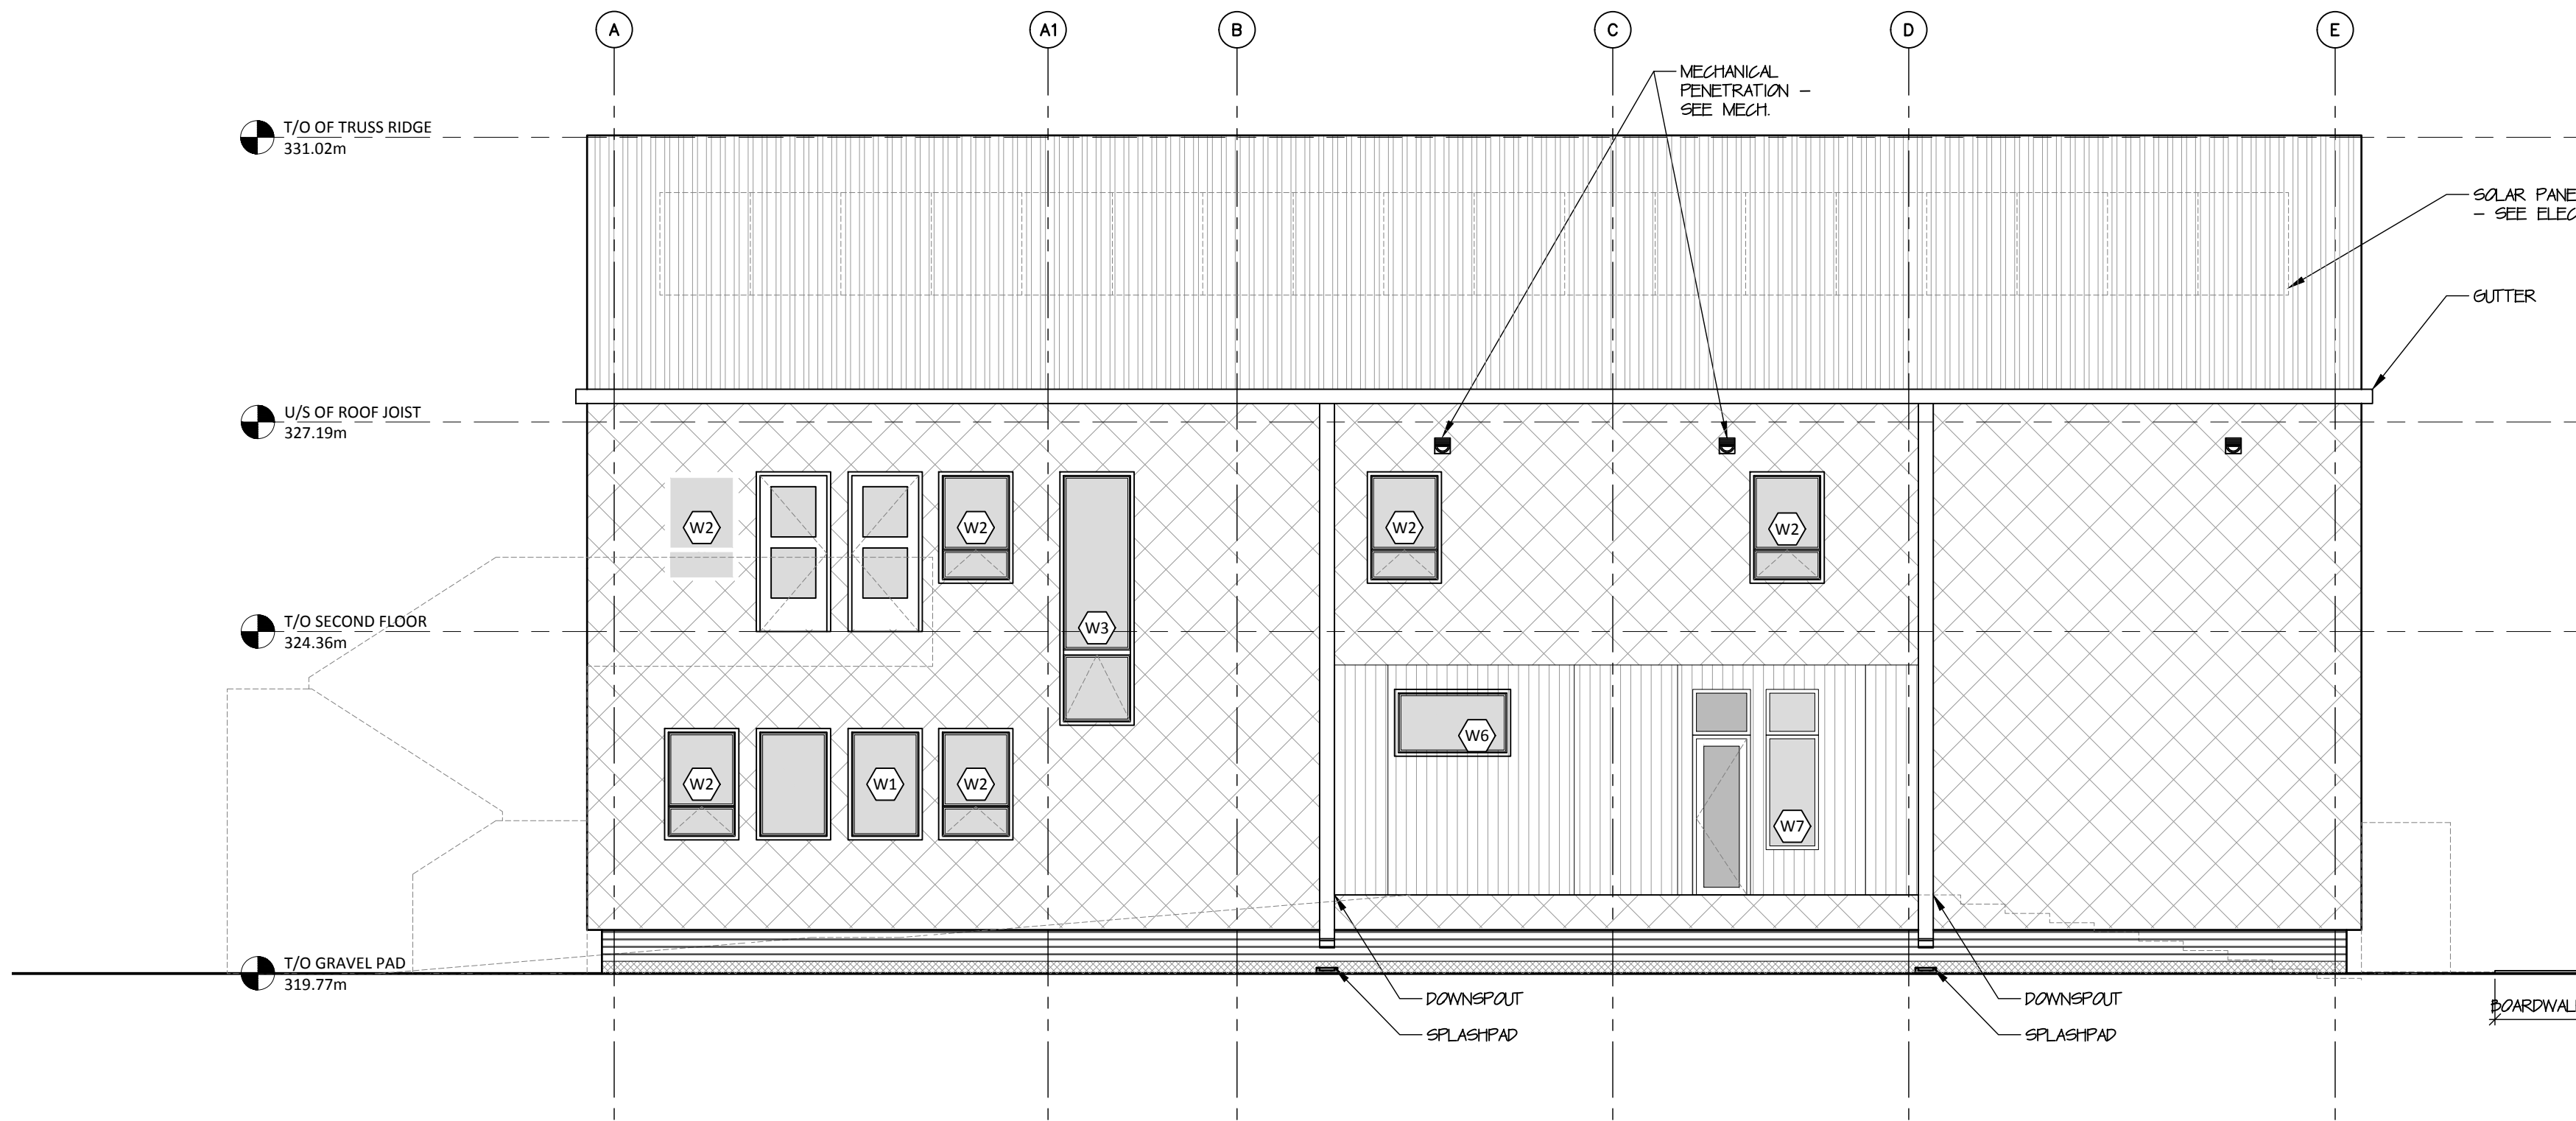 A
A1
B
C
D
E
MECHANICAL
PENETRATION –
SEE MECH.
T/O OF TRUSS RIDGE
331.02m
SOLAR PANE
– SEE ELEC
GUTTER
U/S OF ROOF JOIST
327.19m
W2
W2
W2
W2
T/O SECOND FLOOR
324.36m
W3
W6
W2
W1
W2
W7
T/O GRAVEL PAD
319.77m
DOWNSPOUT
SPLASHPAD
DOWNSPOUT
SPLASHPAD
BOARDWAL